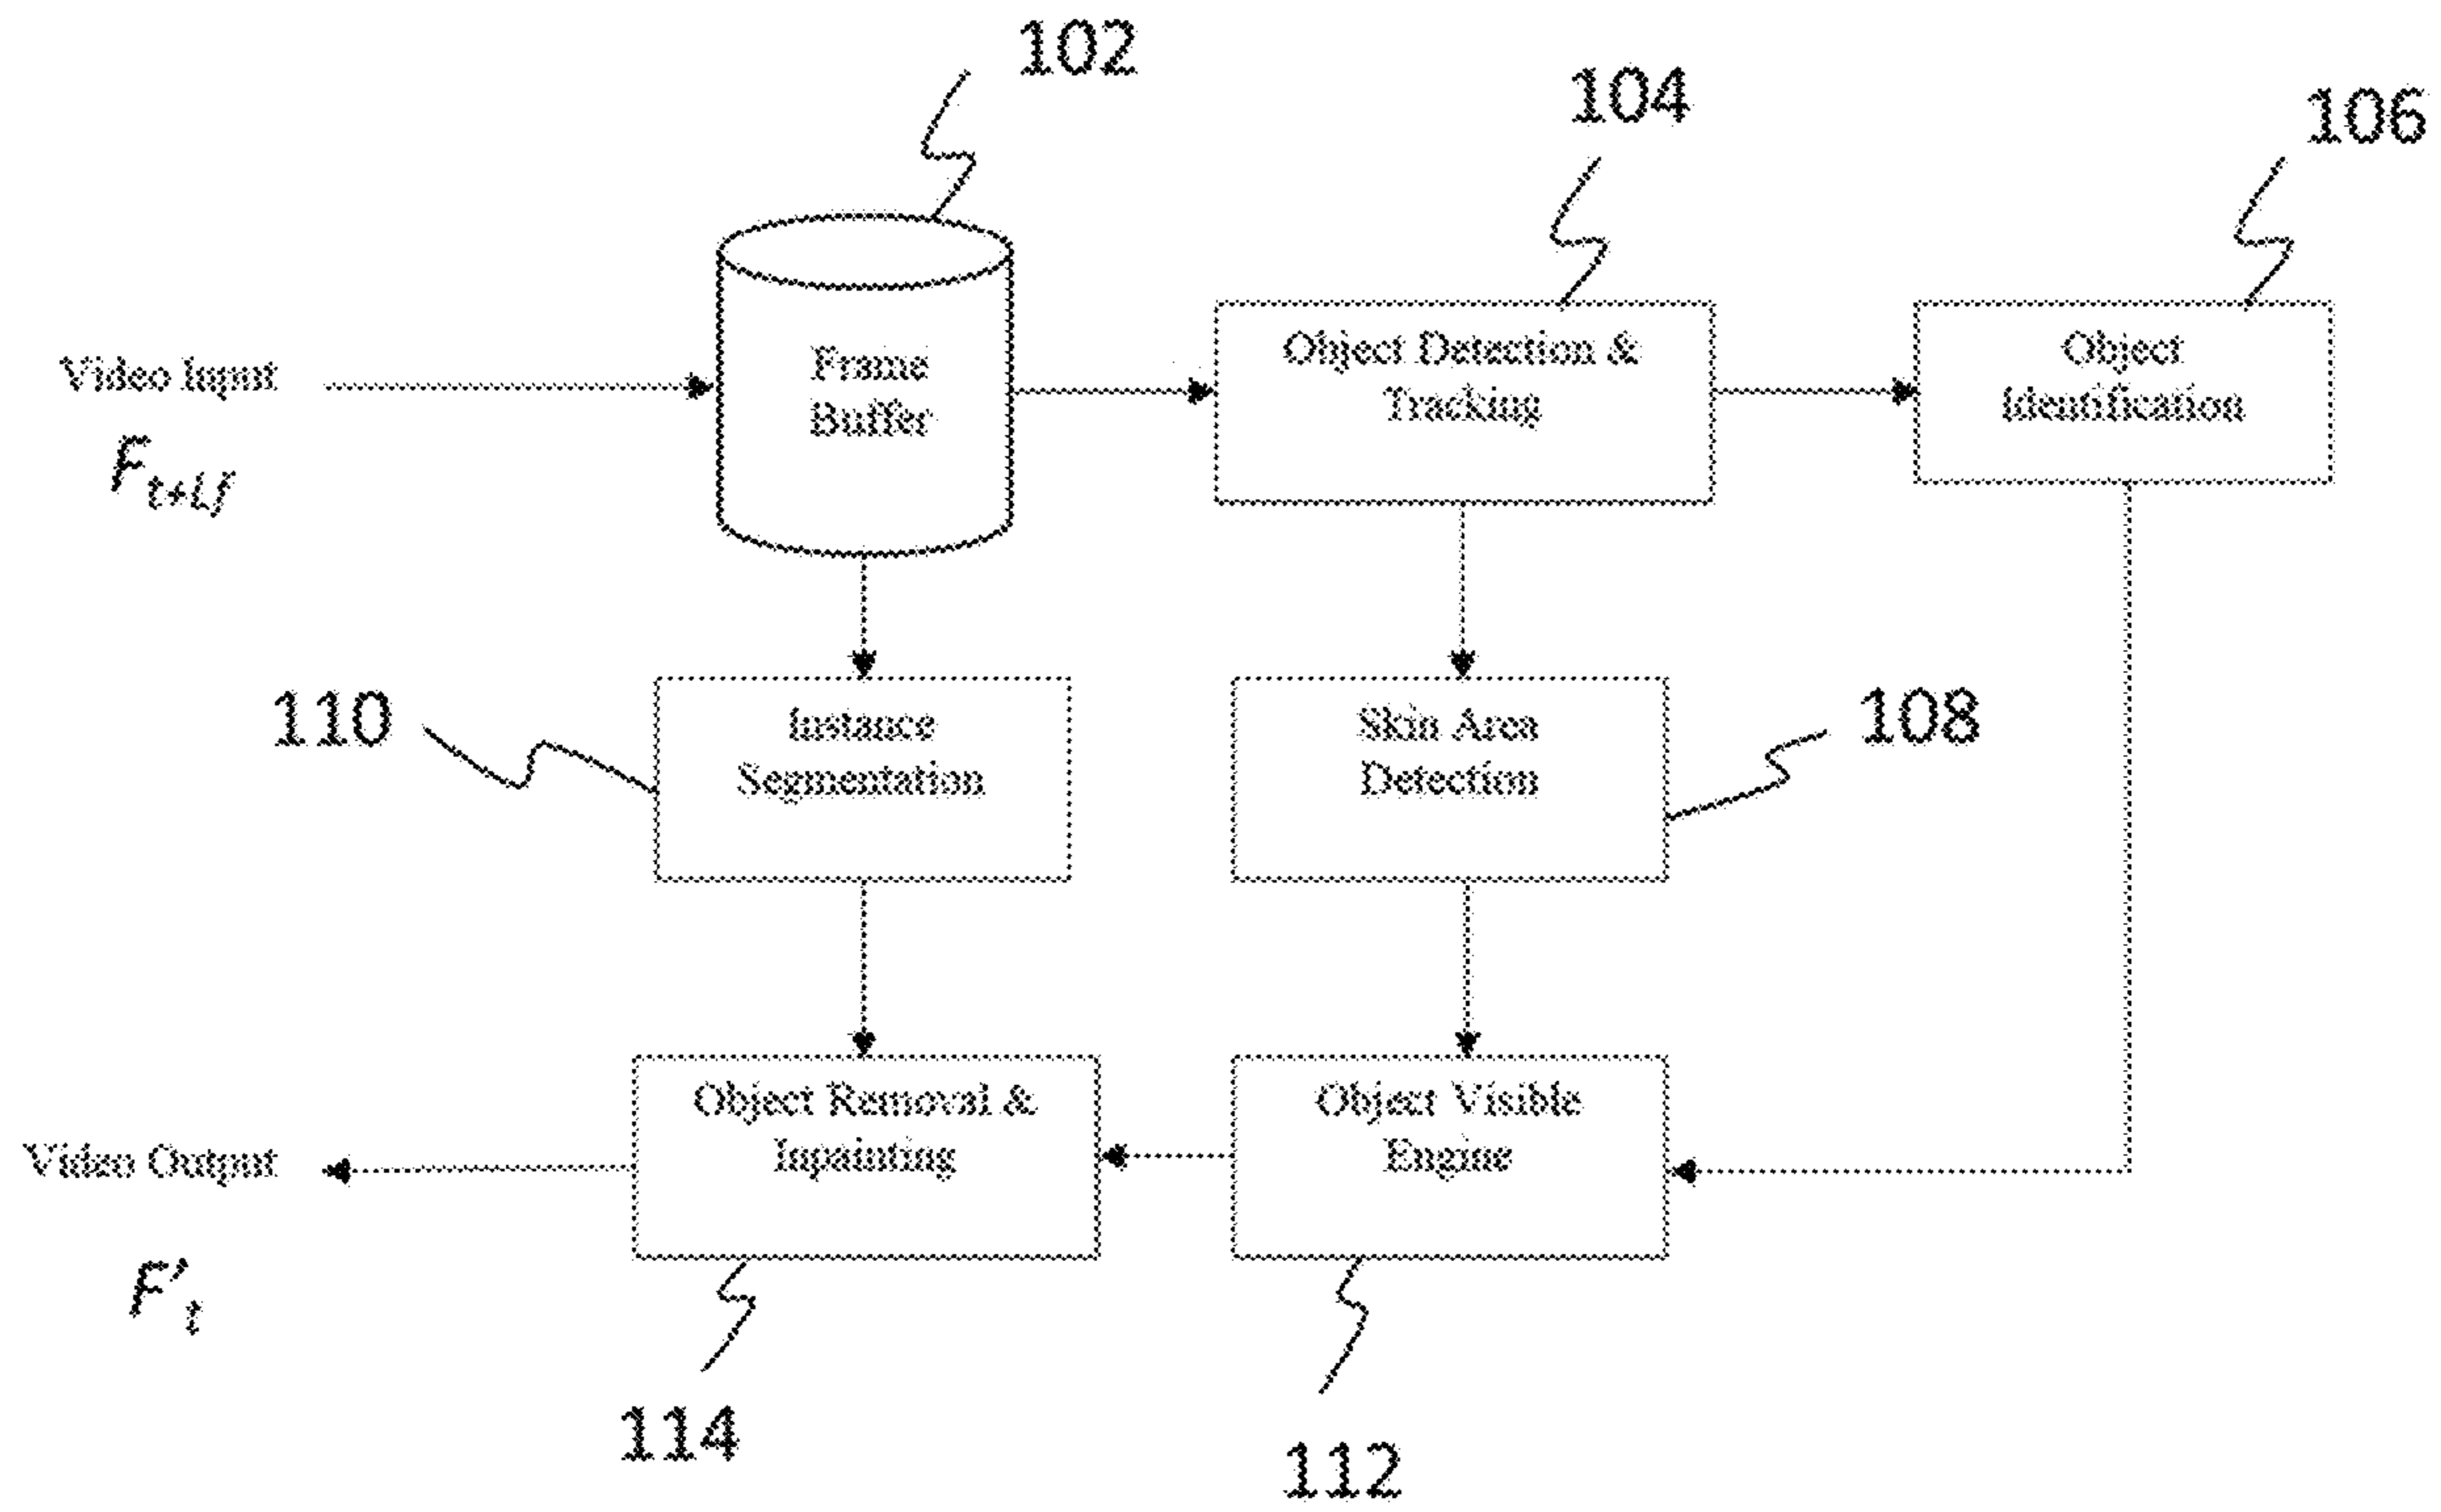 102
104
106
Video Input
F_{t+i.f}
Frame
Buffer
Object Detection &
Tracking
Object
Identification
110
Instance
Segmentation
Skin Area
Detection
108
Video Output
F'_t
Object Removal &
Inpainting
Object Visible
Engine
114
112